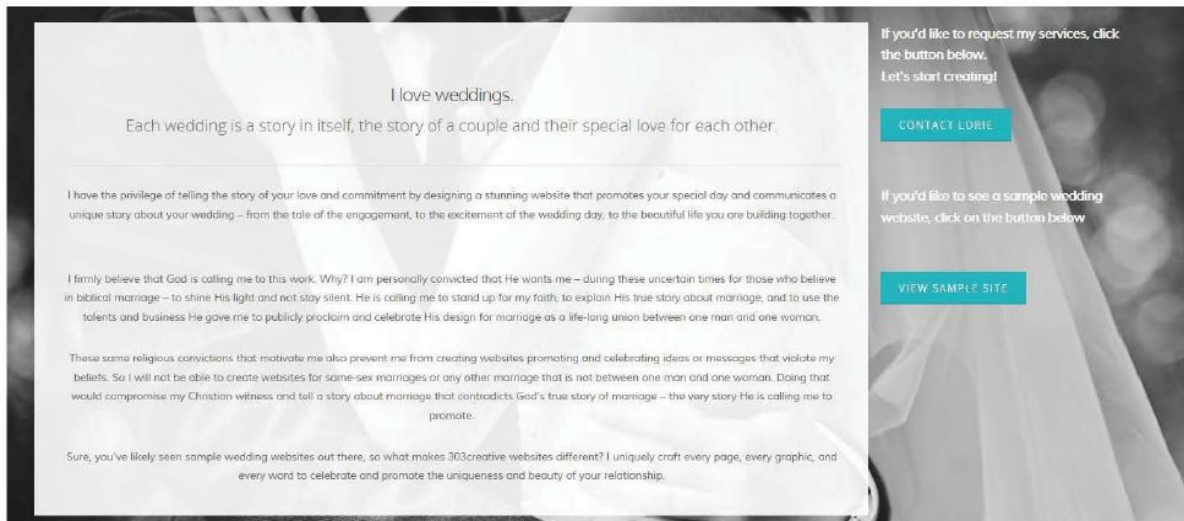 I love weddings.
Each wedding is a story in itself, the story of a couple and their special love for each other.
I have the privilege of telling the story of your love and commitment by designing a stunning website that promotes your special day and communicates a
unique story about your wedding – from the tale of the engagement, to the excitement of the wedding day, to the beautiful life you are building together.
I firmly believe that God is calling me to this work. Why? I am personally convicted that He wants me – during these uncertain times for those who believe
in biblical marriage – to shine His light and not stay silent. He is calling me to stand up for my faith, to explain His true story about marriage, and to use the
talents and business He gave me to publicly proclaim and celebrate His design for marriage as a life-long union between one man and one woman.
These same religious convictions that motivate me also prevent me from creating websites promoting and celebrating ideas or messages that violate my
beliefs. So I will not be able to create websites for same-sex marriages or any other marriage that is not between one man and one woman. Doing that
would compromise my Christian witness and tell a story about marriage that contradicts God's true story of marriage – the very story He is calling me to
promote.
Sure, you've likely seen sample wedding websites out there, so what makes 303creative websites different? I uniquely craft every page, every graphic, and
every word to celebrate and promote the uniqueness and beauty of your relationship.
If you'd like to request my services, click
the button below.
Let's start creating!
CONTACT LORIE
If you'd like to see a sample wedding
website, click on the button below
VIEW SAMPLE SITE